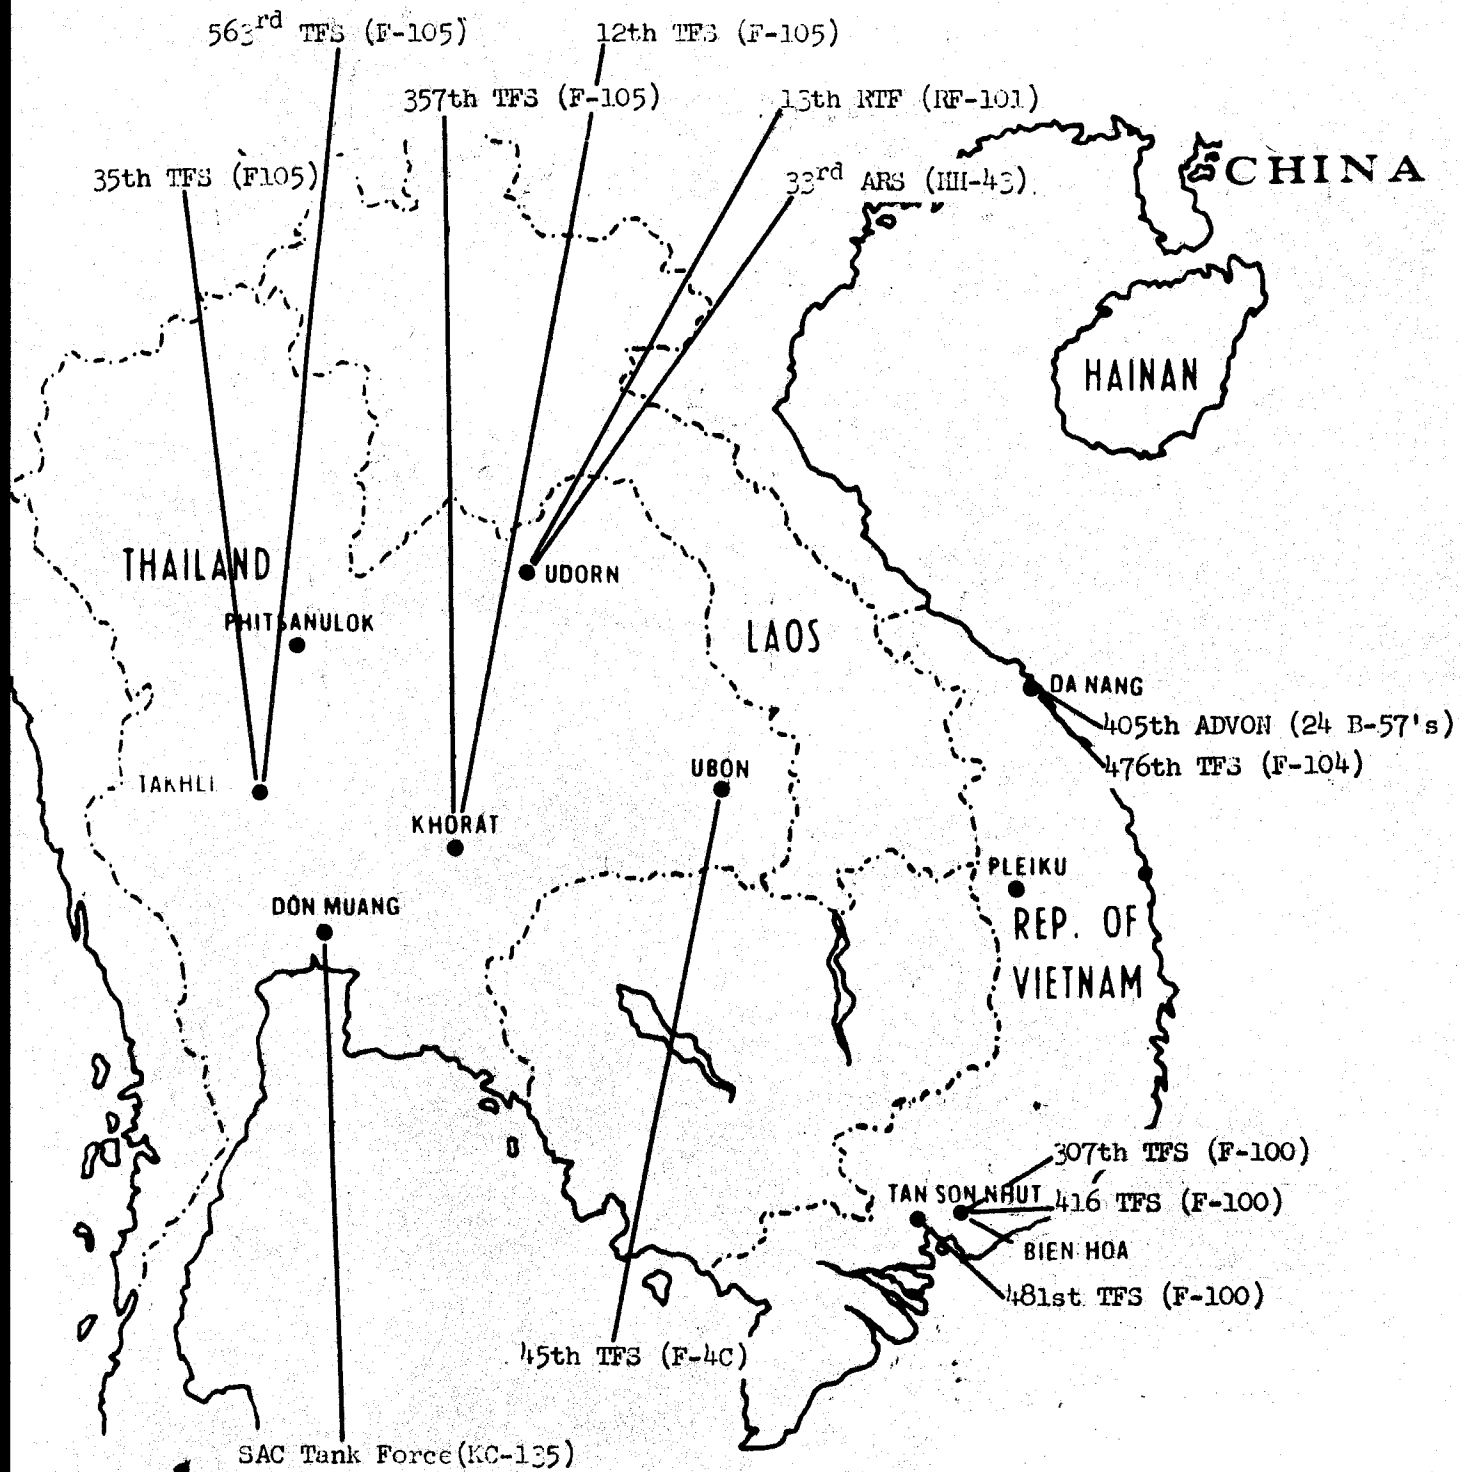 563rd TFS (F-105)
12th TFS (F-105)
357th TFS (F-105)
13th RTF (RF-101)
35th TFS (F105)
33rd ARS (HH-43)
CHINA
HAINAN
THAILAND
UDORN
PHITSANULOK
LAOS
DA NANG
405th ADVON (24 B-57's)
476th TFS (F-104)
UBON
TAKHLI
KHORAT
PLEIKU
DON MUANG
REP. OF
VIETNAM
307th TFS (F-100)
TAN SON NHUT
416 TFS (F-100)
BIEN HOA
481st TFS (F-100)
45th TFS (F-4C)
SAC Tank Force(KC-135)